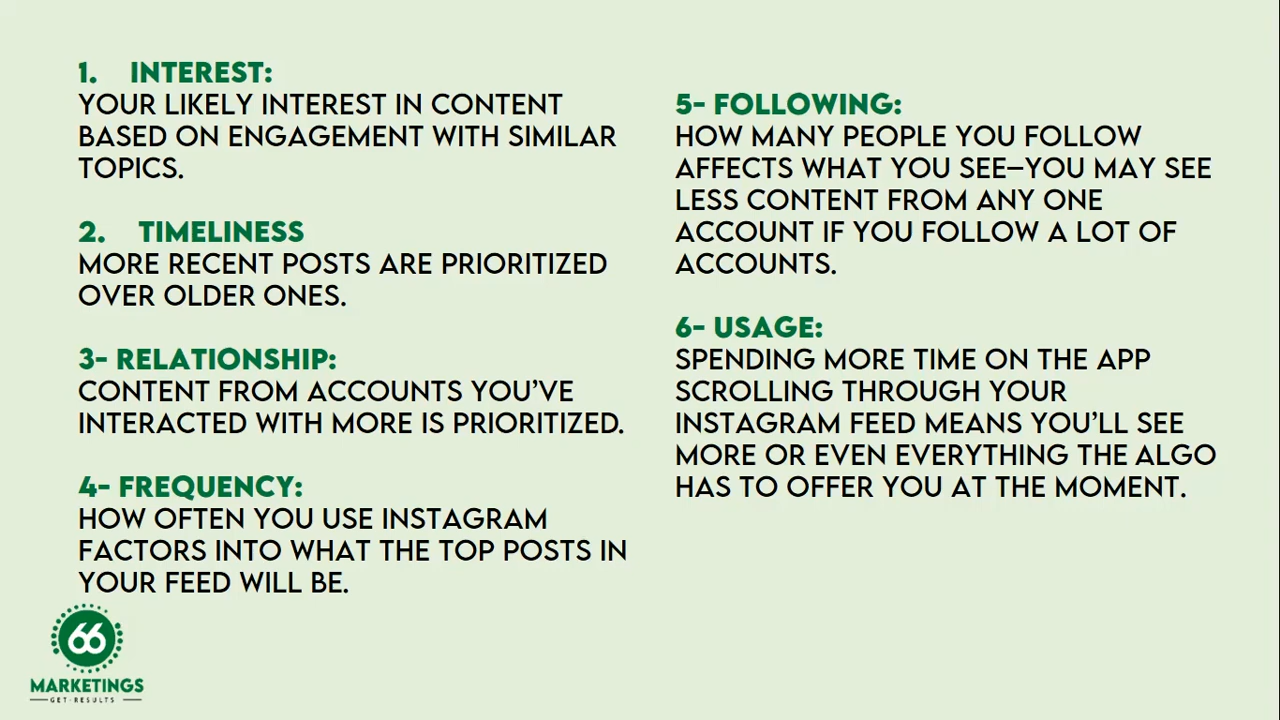 1. INTEREST:
YOUR LIKELY INTEREST IN CONTENT
BASED ON ENGAGEMENT WITH SIMILAR
TOPICS.
2. TIMELINESS
MORE RECENT POSTS ARE PRIORITIZED
OVER OLDER ONES.
3- RELATIONSHIP:
CONTENT FROM ACCOUNTS YOU’VE
INTERACTED WITH MORE IS PRIORITIZED.
4- FREQUENCY:
HOW OFTEN YOU USE INSTAGRAM
FACTORS INTO WHAT THE TOP POSTS IN
YOUR FEED WILL BE.
5- FOLLOWING:
HOW MANY PEOPLE YOU FOLLOW
AFFECTS WHAT YOU SEE—YOU MAY SEE
LESS CONTENT FROM ANY ONE
ACCOUNT IF YOU FOLLOW A LOT OF
ACCOUNTS.
6- USAGE:
SPENDING MORE TIME ON THE APP
SCROLLING THROUGH YOUR
INSTAGRAM FEED MEANS YOU’LL SEE
MORE OR EVEN EVERYTHING THE ALGO
HAS TO OFFER YOU AT THE MOMENT.
66
MARKETINGS
GET-RESULTS